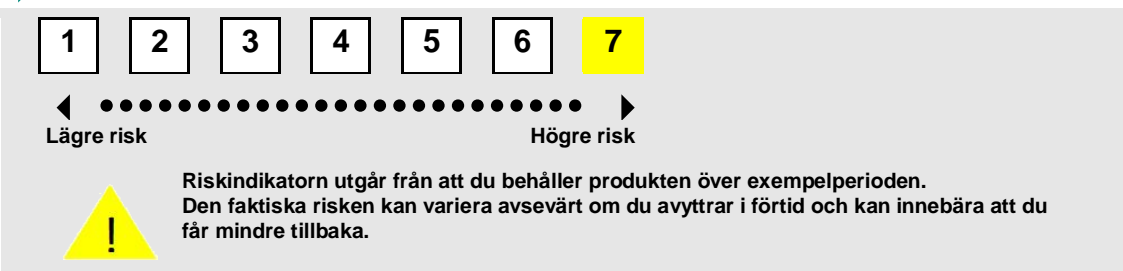 1 2 3 4 5 6 7
Lägre risk Högre risk
Riskindikatorn utgår från att du behåller produkten över exempelperioden.
Den faktiska risken kan variera avsevärt om du avyttrar i förtid och kan innebära att du
får mindre tillbaka.
!